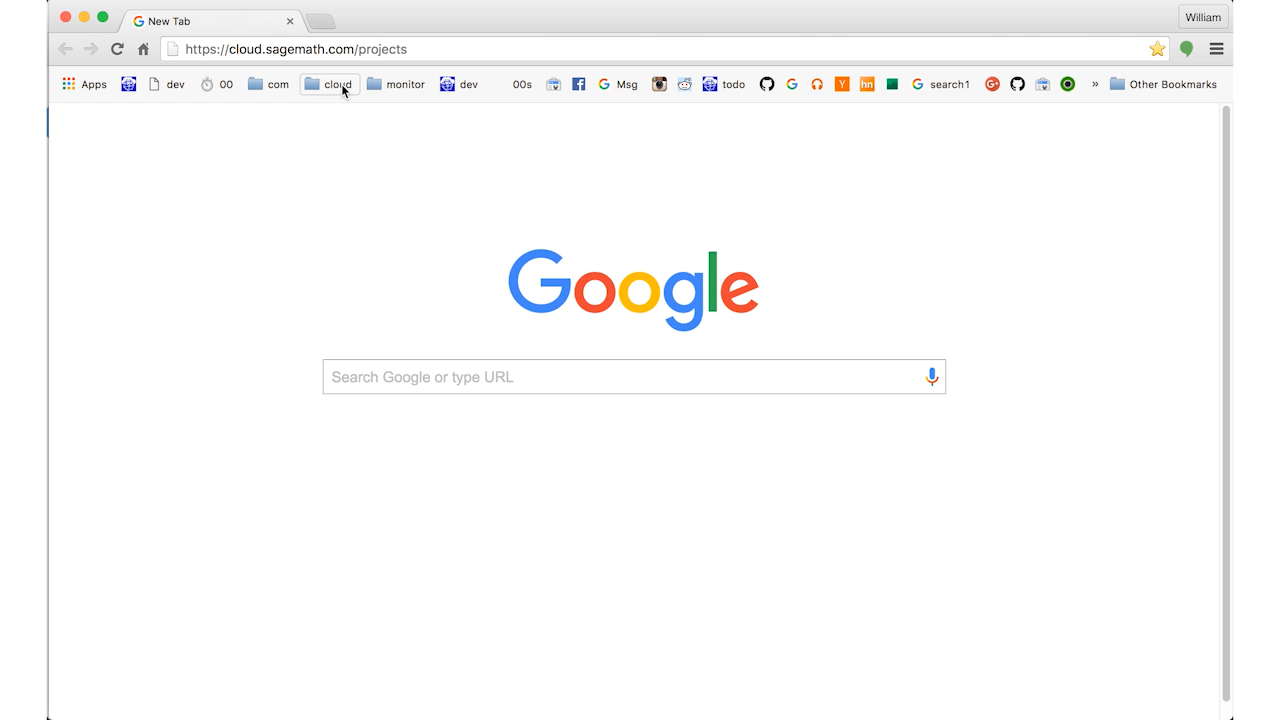 New Tab
William
https://cloud.sagemath.com/projects
Apps dev 00 com cloud monitor dev 00s Msg todo Y hn search1 » Other Bookmarks
Google
Search Google or type URL